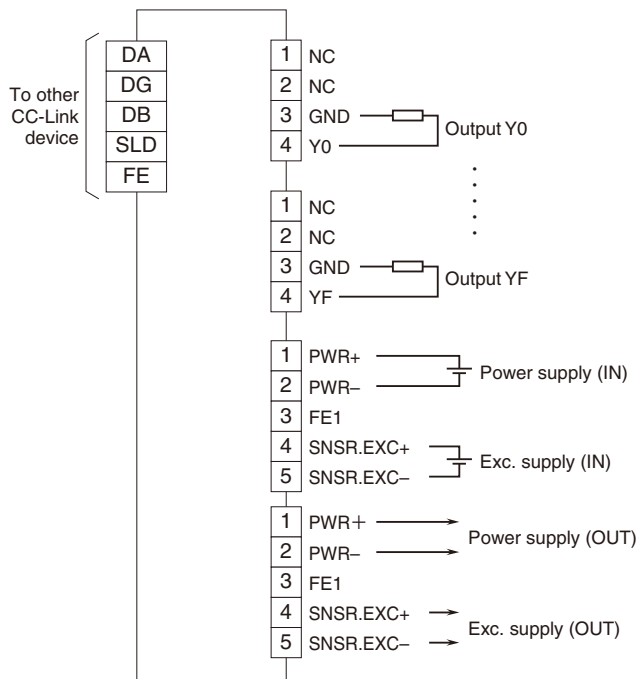 To other
CC-Link
device
DA
DG
DB
SLD
FE
1 NC
2 NC
3 GND
4 Y0
Output Y0
1 NC
2 NC
3 GND
4 YF
Output YF
1 PWR+
2 PWR–
Power supply (IN)
3 FE1
4 SNSR.EXC+
5 SNSR.EXC–
Exc. supply (IN)
1 PWR+
2 PWR–
Power supply (OUT)
3 FE1
4 SNSR.EXC+
5 SNSR.EXC–
Exc. supply (OUT)